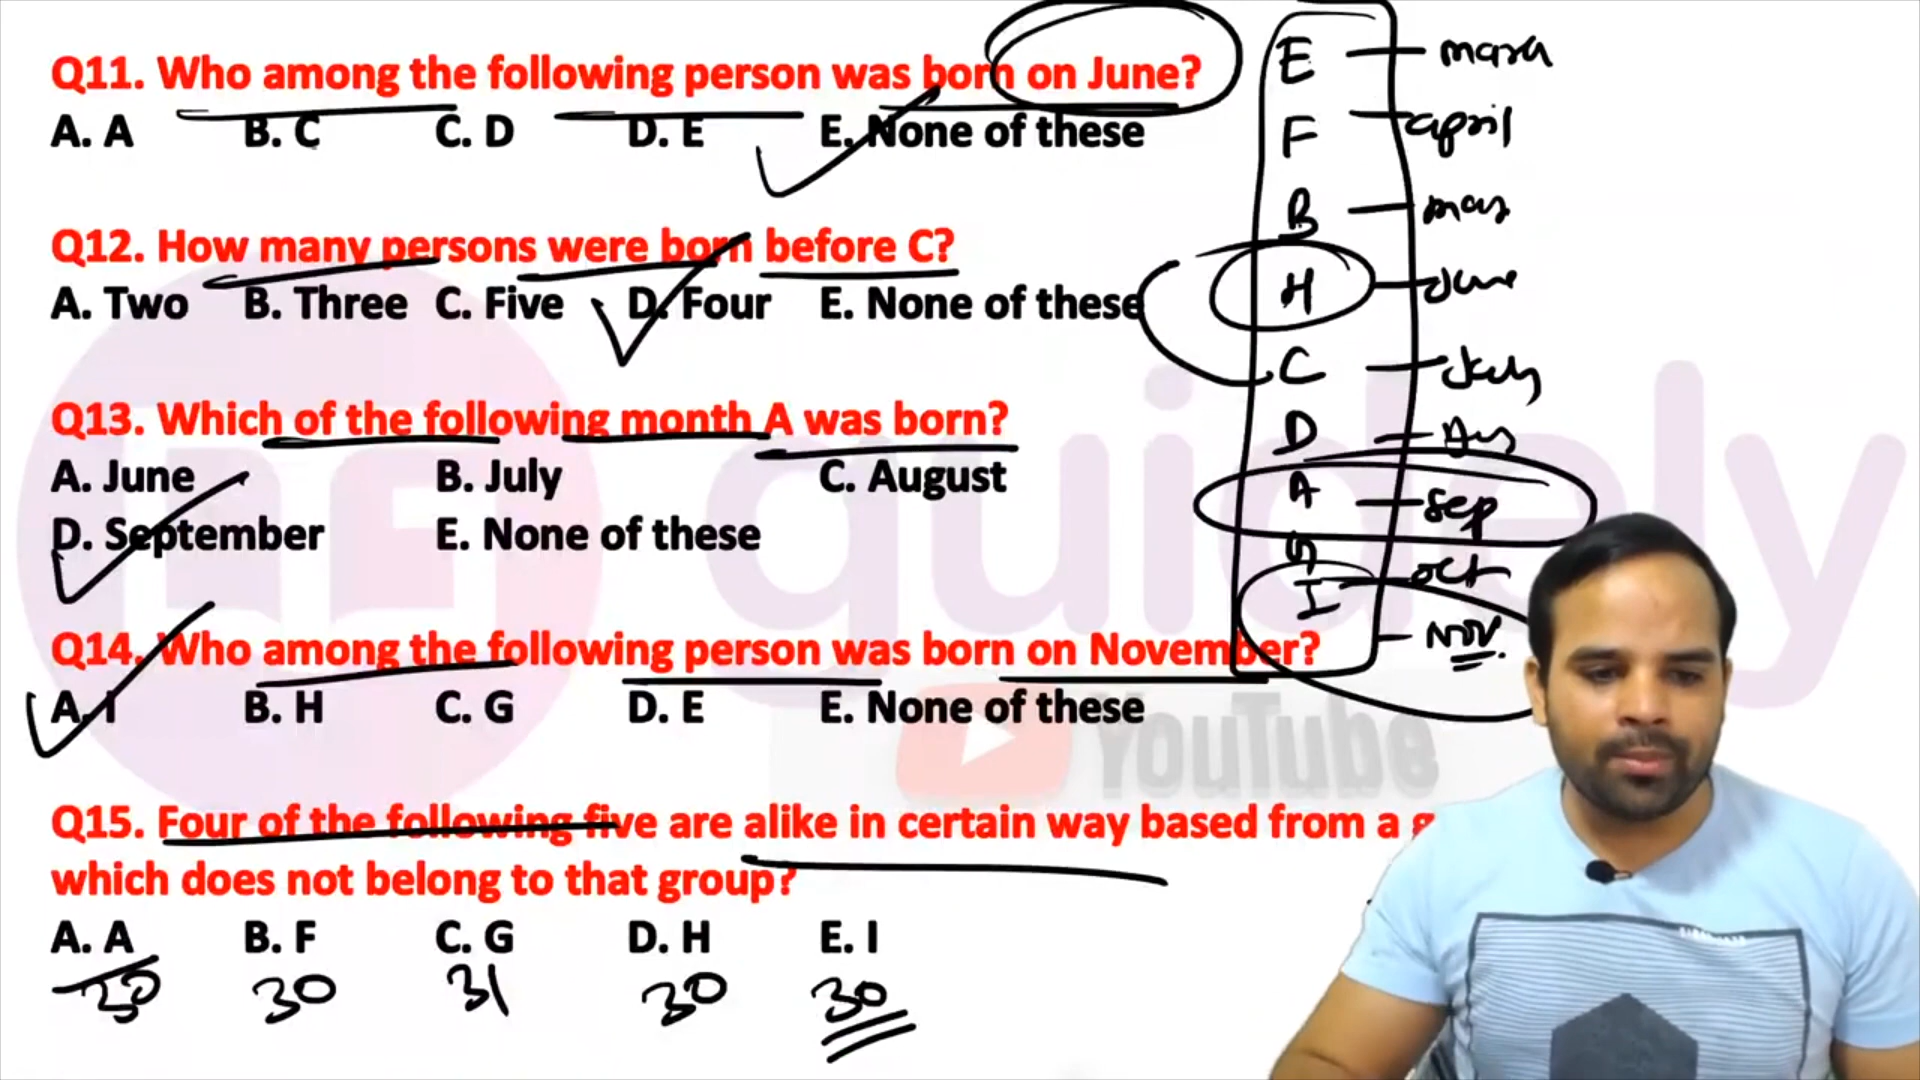 Q11. Who among the following person was born on June?
A. A B. C C. D D. E E. None of these
Q12. How many persons were born before C?
A. Two B. Three C. Five D. Four E. None of these
Q13. Which of the following month A was born?
A. June B. July C. August
D. September E. None of these
Q14. Who among the following person was born on November?
A. I B. H C. G D. E E. None of these
Q15. Four of the following five are alike in certain way based from a
which does not belong to that group?
A. A B. F C. G D. H E. I
30 30 31 30 30
E
F april
B may
H June
C July
D Aug
A Sep
G oct
I Nov.
quidely
YouTube